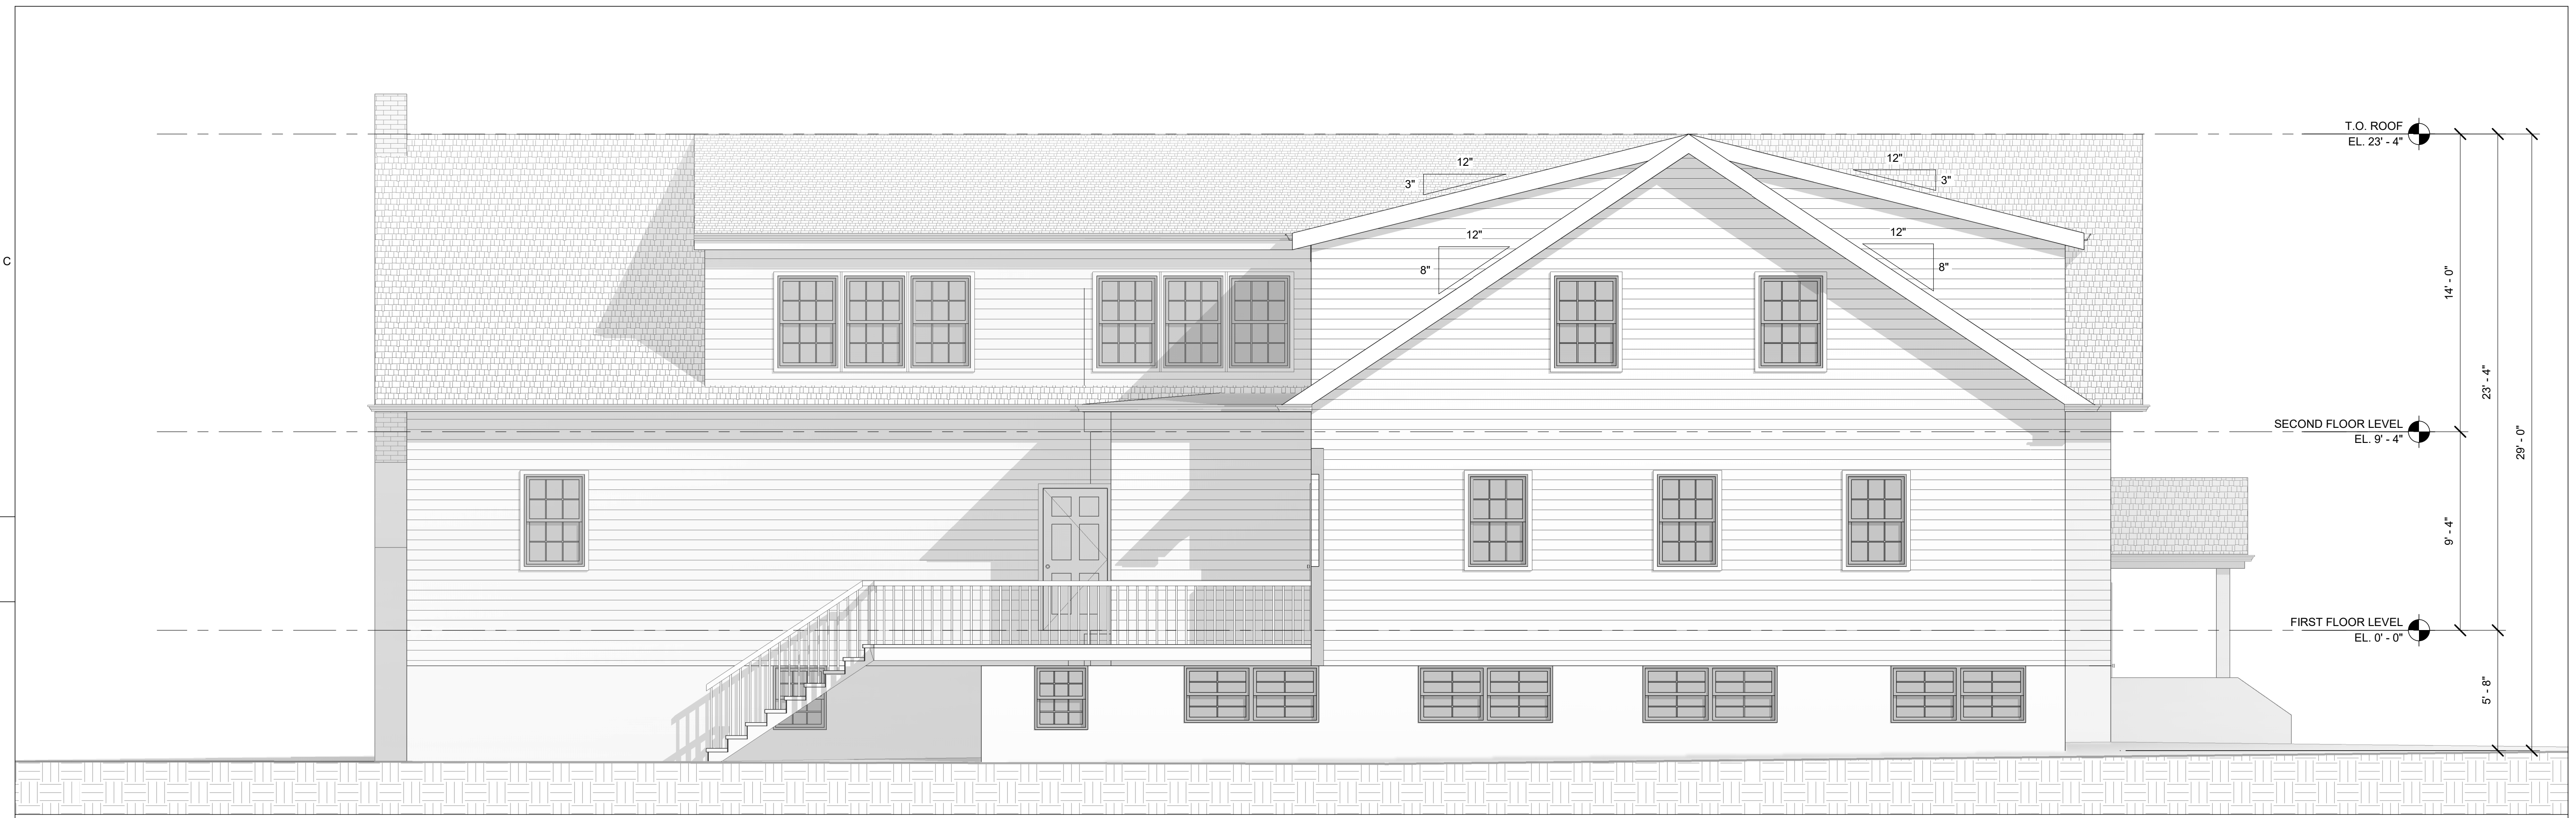 T.O. ROOF
EL. 23' - 4"
12"
3"
12"
3"
12"
8"
12"
8"
C
14' - 0"
23' - 4"
SECOND FLOOR LEVEL
EL. 9' - 4"
29' - 0"
9' - 4"
FIRST FLOOR LEVEL
EL. 0' - 0"
5' - 8"